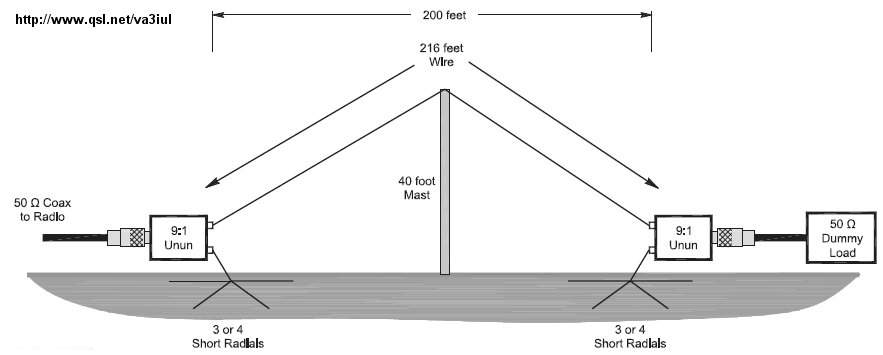 http://www.qsl.net/va3iul
200 feet
216 feet
Wire
40 foot
Mast
50 Ω Coax
to Radio
9:1
Unun
9:1
Unun
50 Ω
Dummy
Load
3 or 4
Short Radials
3 or 4
Short Radials